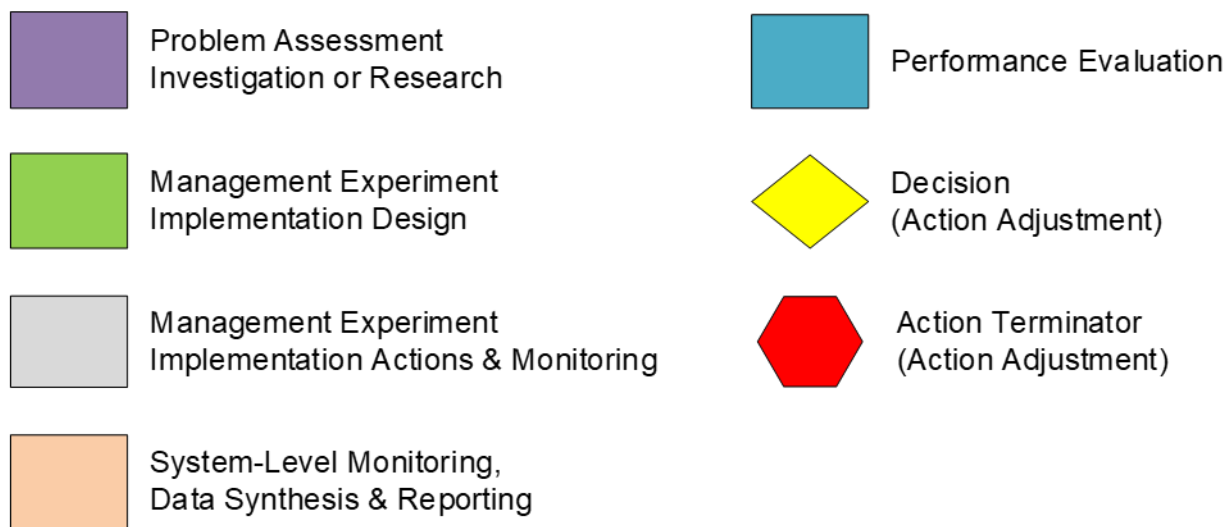 Problem Assessment
Investigation or Research
Management Experiment
Implementation Design
Management Experiment
Implementation Actions & Monitoring
System-Level Monitoring,
Data Synthesis & Reporting
Performance Evaluation
Decision
(Action Adjustment)
Action Terminator
(Action Adjustment)